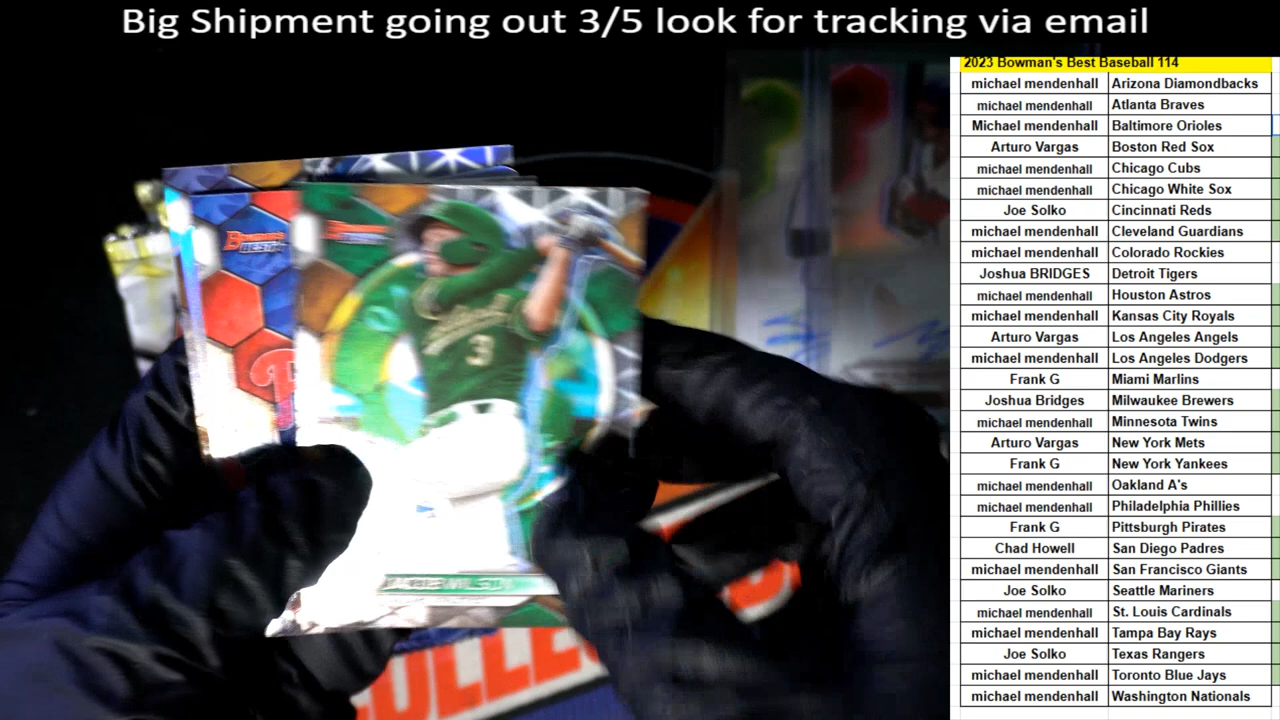 Big Shipment going out 3/5 look for tracking via email
2023 Bowman's Best Baseball 114
michael mendenhall Arizona Diamondbacks
michael mendenhall Atlanta Braves
Michael mendenhall Baltimore Orioles
Arturo Vargas Boston Red Sox
michael mendenhall Chicago Cubs
michael mendenhall Chicago White Sox
Joe Solko Cincinnati Reds
michael mendenhall Cleveland Guardians
michael mendenhall Colorado Rockies
Joshua BRIDGES Detroit Tigers
michael mendenhall Houston Astros
michael mendenhall Kansas City Royals
Arturo Vargas Los Angeles Angels
michael mendenhall Los Angeles Dodgers
Frank G Miami Marlins
Joshua Bridges Milwaukee Brewers
michael mendenhall Minnesota Twins
Arturo Vargas New York Mets
Frank G New York Yankees
michael mendenhall Oakland A's
michael mendenhall Philadelphia Phillies
Frank G Pittsburgh Pirates
Chad Howell San Diego Padres
michael mendenhall San Francisco Giants
Joe Solko Seattle Mariners
michael mendenhall St. Louis Cardinals
michael mendenhall Tampa Bay Rays
Joe Solko Texas Rangers
michael mendenhall Toronto Blue Jays
michael mendenhall Washington Nationals
3
P
JACOB WILSON